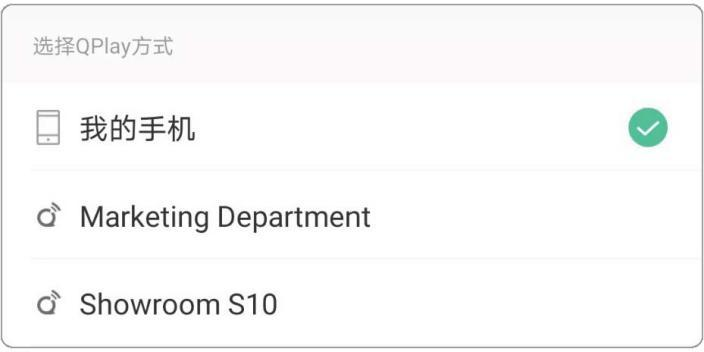 选择QPlay方式
我的手机
Marketing Department
Showroom S10